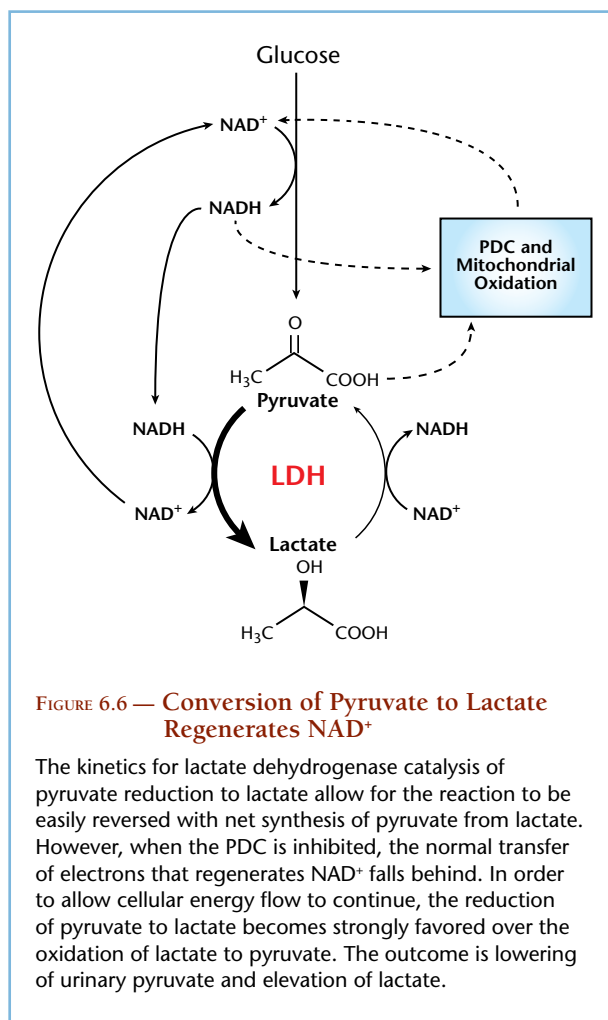 Glucose
NAD⁺
NADH
PDC and
Mitochondrial
Oxidation
O
H₃C
COOH
Pyruvate
NADH
NADH
LDH
NAD⁺
NAD⁺
Lactate
OH
H₃C
COOH
FIGURE 6.6 — Conversion of Pyruvate to Lactate
Regenerates NAD⁺
The kinetics for lactate dehydrogenase catalysis of
pyruvate reduction to lactate allow for the reaction to be
easily reversed with net synthesis of pyruvate from lactate.
However, when the PDC is inhibited, the normal transfer
of electrons that regenerates NAD⁺ falls behind. In order
to allow cellular energy flow to continue, the reduction
of pyruvate to lactate becomes strongly favored over the
oxidation of lactate to pyruvate. The outcome is lowering
of urinary pyruvate and elevation of lactate.